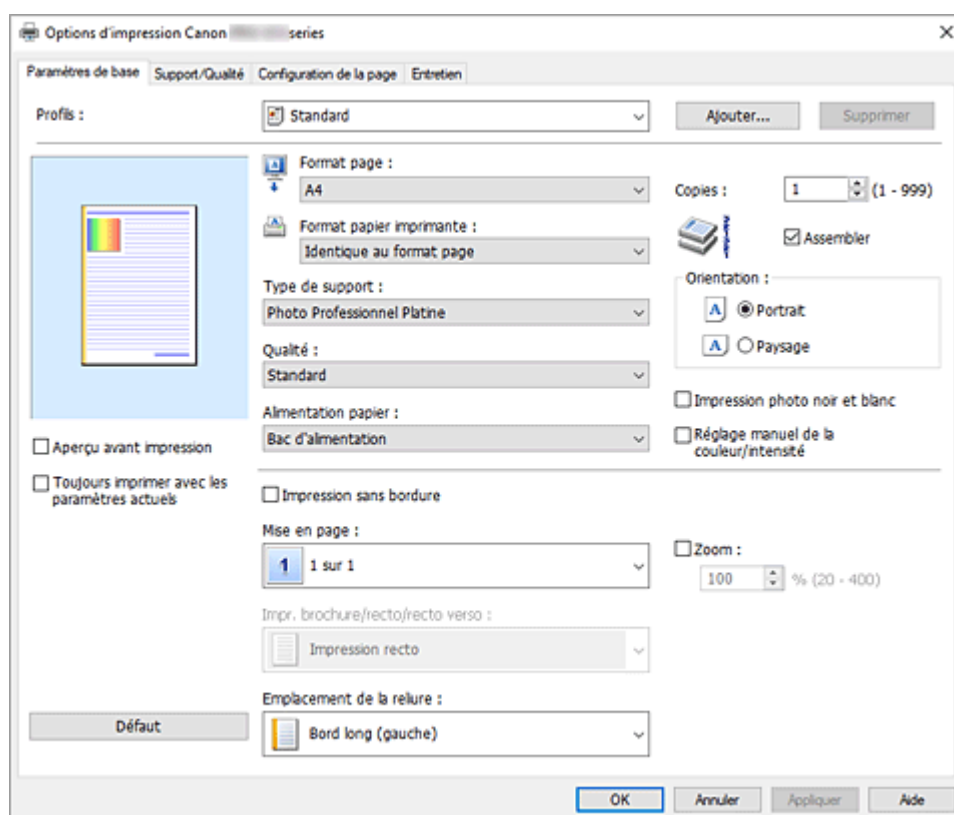 Options d'impression Canon series
Paramètres de base Support/Qualité Configuration de la page Entretien
Profils : Standard Ajouter... Supprimer
Format page :
A4
Copies : 1 (1 - 999)
Format papier imprimante :
Identique au format page
Assembler
Type de support :
Photo Professionnel Platine
Orientation :
Portrait
Paysage
Qualité :
Standard
Alimentation papier :
Bac d'alimentation
Impression photo noir et blanc
Réglage manuel de la
couleur/intensité
Aperçu avant impression
Toujours imprimer avec les
paramètres actuels
Impression sans bordure
Mise en page :
1 1 sur 1
Zoom :
100 % (20 - 400)
Impr. brochure/recto/recto verso :
Impression recto
Emplacement de la reliure :
Bord long (gauche)
Défaut
OK Annuler Appliquer Aide